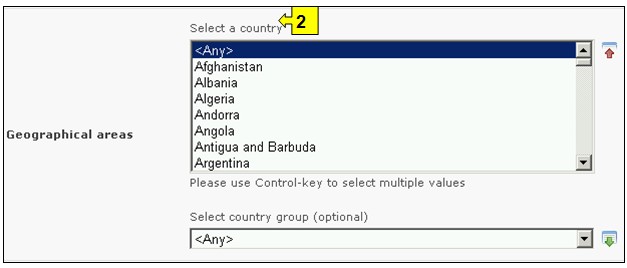 Select a country
2
<Any>
Afghanistan
Albania
Algeria
Andorra
Angola
Antigua and Barbuda
Argentina
Geographical areas
Please use Control-key to select multiple values
Select country group (optional)
<Any>